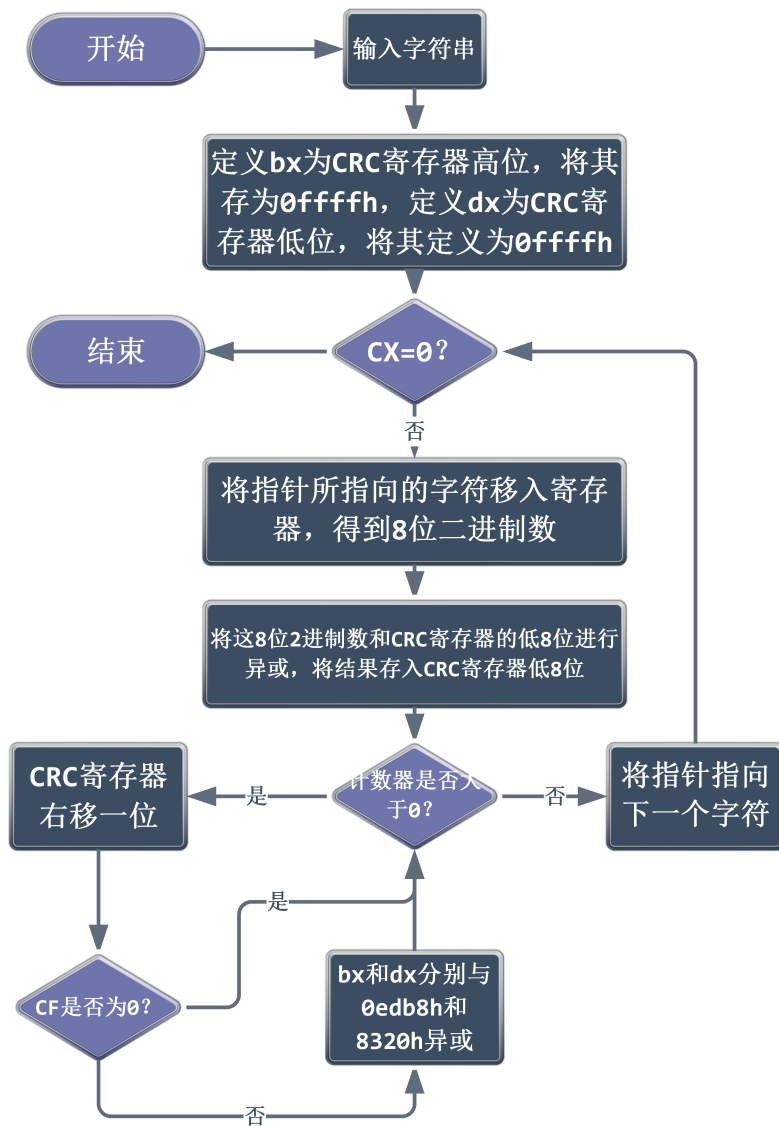 开始
输入字符串
定义bx为CRC寄存器高位，将其
存为0ffffh，定义dx为CRC寄
存器低位，将其定义为0ffffh
结束
CX=0？
否
将指针所指向的字符移入寄存
器，得到8位二进制数
将这8位2进制数和CRC寄存器的低8位进行
异或，将结果存入CRC寄存器低8位
CRC寄存器
右移一位
是
计数器是否大
于0？
否
将指针指向
下一个字符
是
CF是否为0？
bx和dx分别与
0edb8h和
8320h异或
否